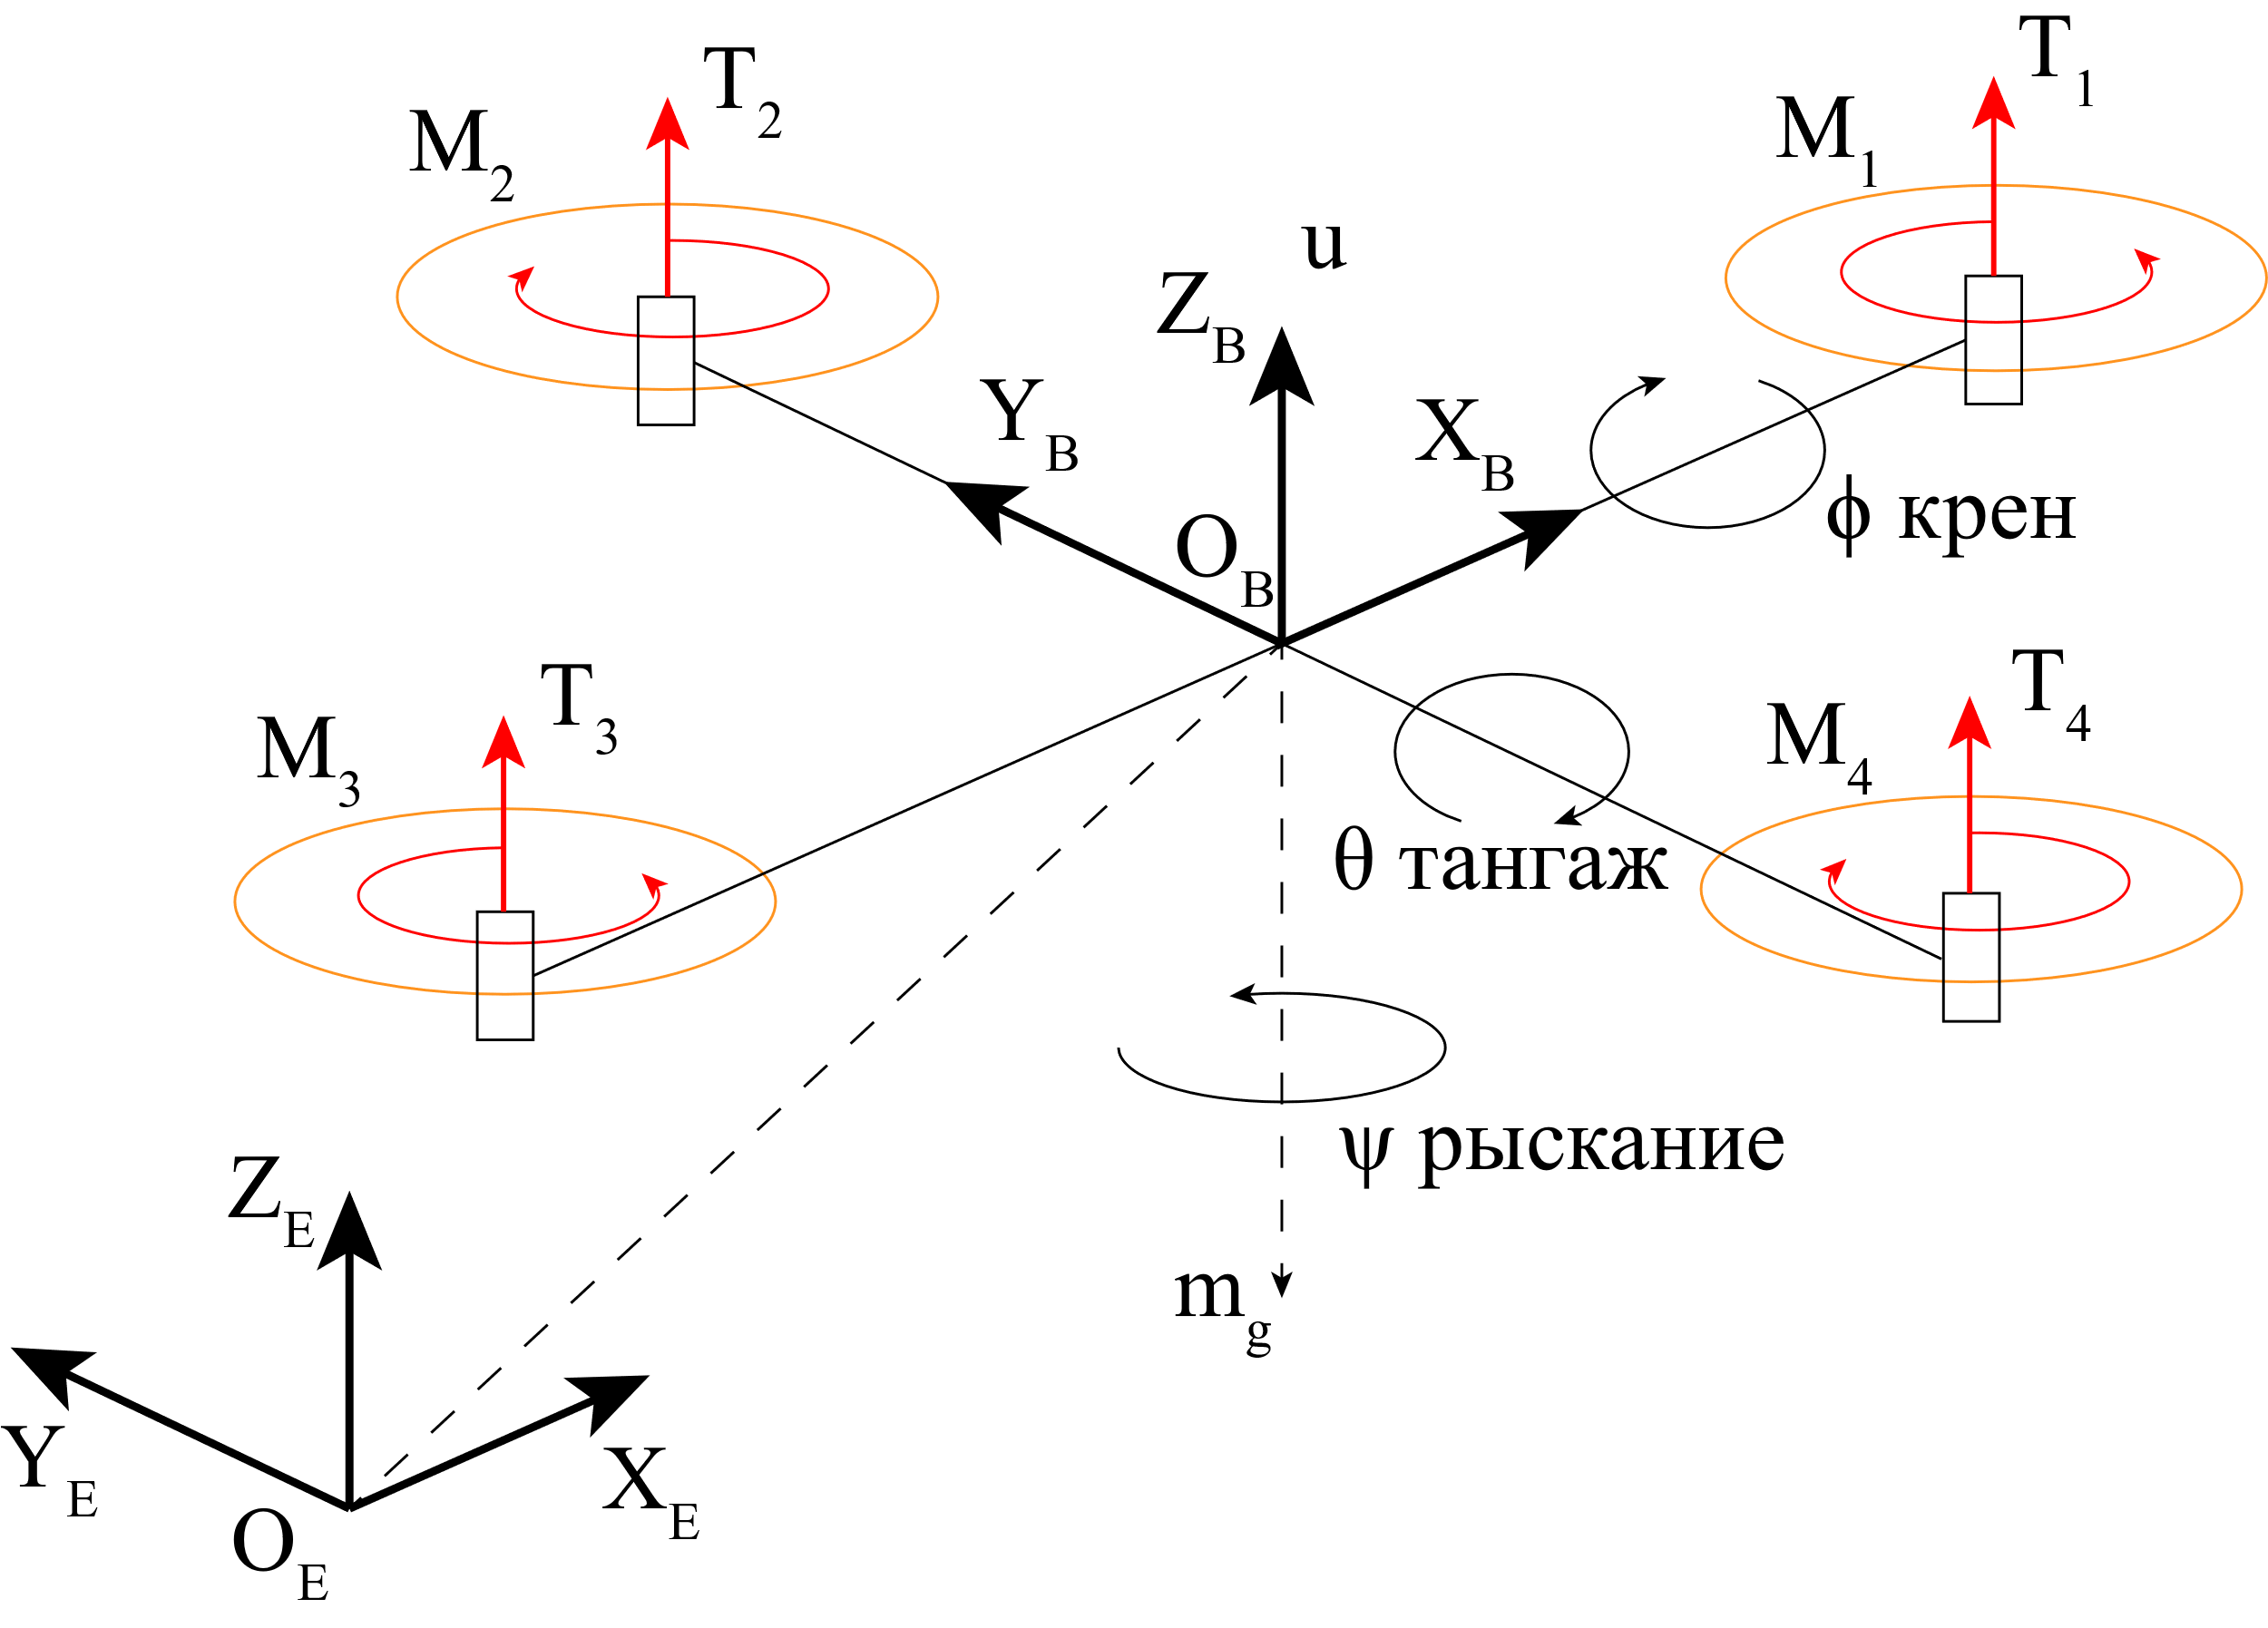 T1
T2
M1
M2
u
ZB
YB
XB
φ крен
OB
T4
T3
M4
M3
θ тангаж
ψ рыскание
ZE
mg
YE
XE
OE